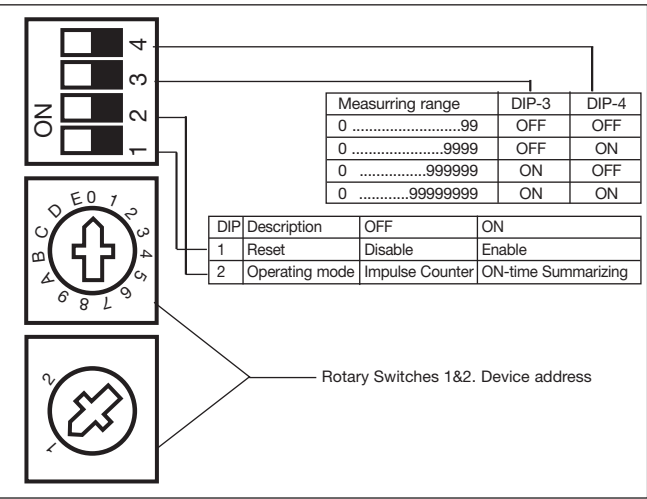 ON
4
3
2
1
Measurring range DIP-3 DIP-4
0 ..........................99 OFF OFF
0 ......................9999 OFF ON
0 ................999999 ON OFF
0 ............99999999 ON ON
DIP Description OFF ON
1 Reset Disable Enable
2 Operating mode Impulse Counter ON-time Summarizing
E 0 1 2 3 4 5 6 7 8 9 A B C D
Rotary Switches 1&2. Device address
2
1